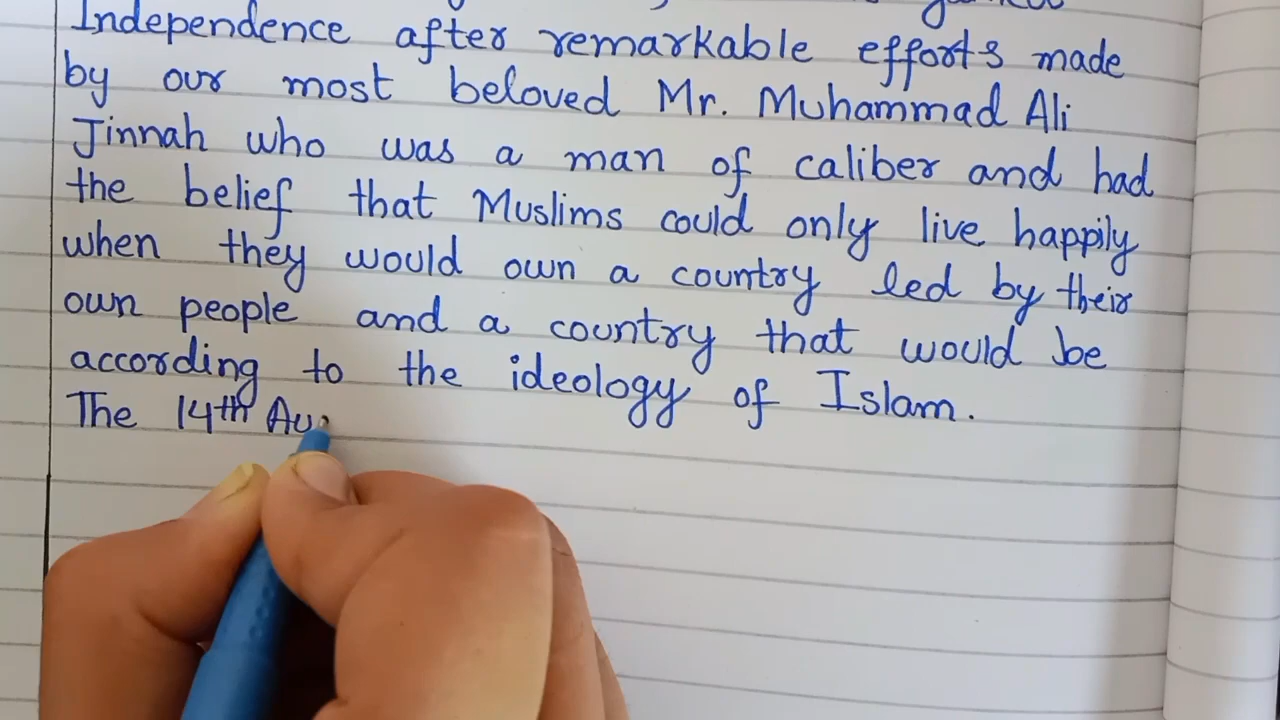 Independence after remarkable efforts made
by our most beloved Mr. Muhammad Ali
Jinnah who was a man of caliber and had
the belief that Muslims could only live happily
when they would own a country led by their
own people and a country that would be
according to the ideology of Islam.
The 14th Au